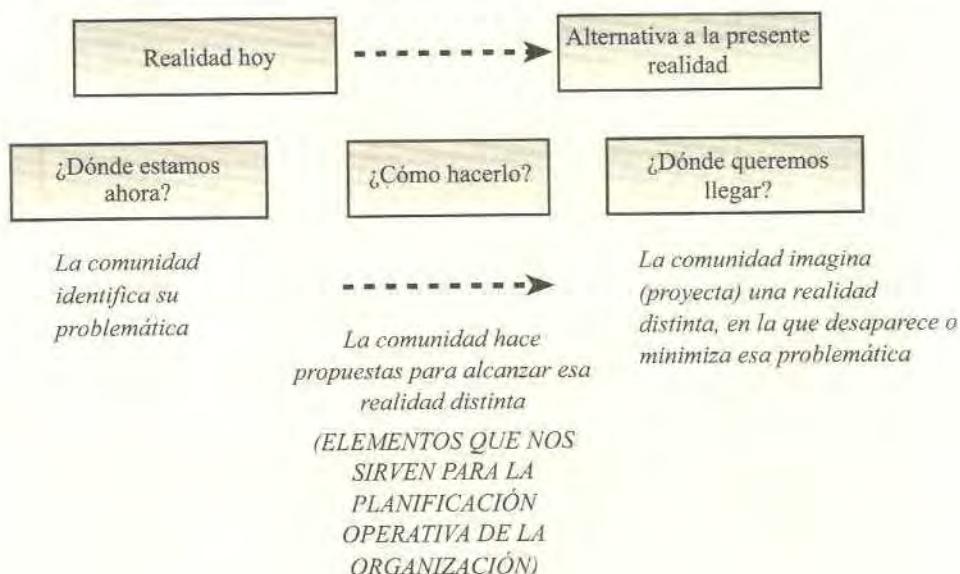 Realidad hoy
Alternativa a la presente
realidad
¿Dónde estamos
ahora?
¿Cómo hacerlo?
¿Dónde queremos
llegar?
La comunidad
identifica su
problemática
La comunidad hace
propuestas para alcanzar esa
realidad distinta
(ELEMENTOS QUE NOS
SIRVEN PARA LA
PLANIFICACIÓN
OPERATIVA DE LA
ORGANIZACIÓN)
La comunidad imagina
(proyecta) una realidad
distinta, en la que desaparece o
minimiza esa problemática